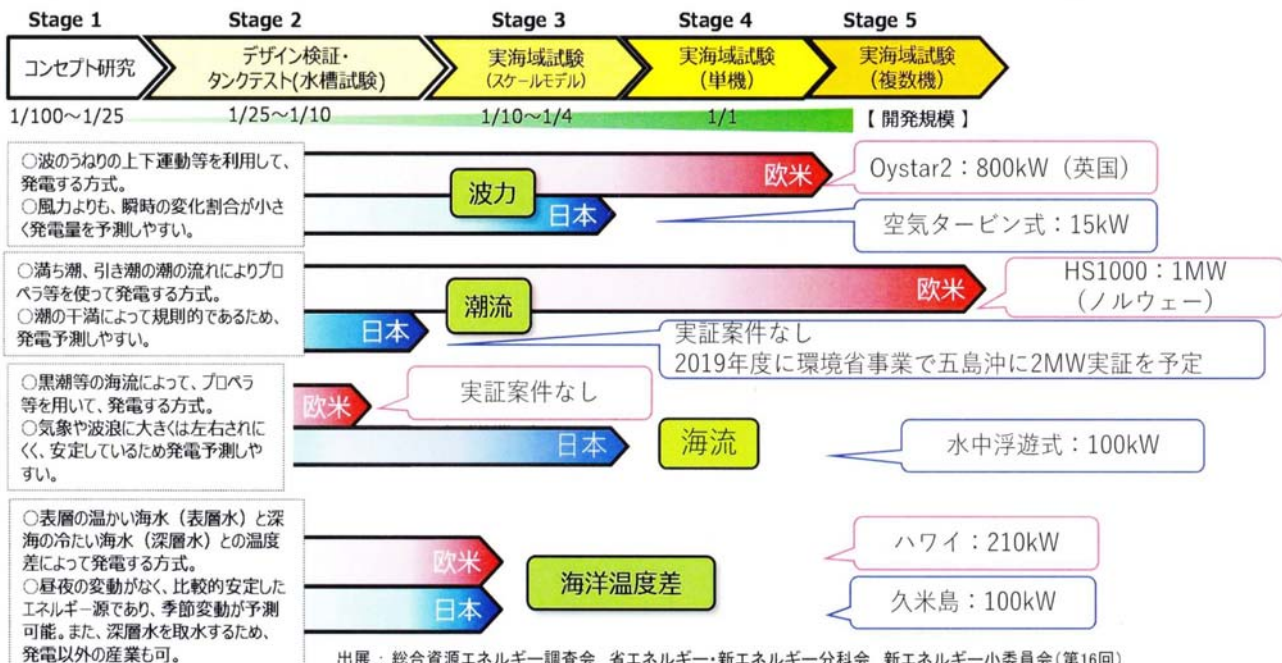 Stage 1
Stage 2
Stage 3
Stage 4
Stage 5
コンセプト研究
デザイン検証・
タンクテスト(水槽試験)
実海域試験
(スケールモデル)
実海域試験
(単機)
実海域試験
(複数機)
1/100～1/25
1/25～1/10
1/10～1/4
1/1
【 開発規模 】
○波のうねりの上下運動等を利用して、
発電する方式。
○風力よりも、瞬時の変化割合が小さ
く発電量を予測しやすい。
波力
欧米
日本
Oystar2：800kW（英国）
空気タービン式：15kW
○満ち潮、引き潮の潮の流れによりプロ
ペラ等を使って発電する方式。
○潮の干満によって規則的であるため、
発電予測しやすい。
潮流
欧米
日本
HS1000：1MW
（ノルウェー）
実証案件なし
2019年度に環境省事業で五島沖に2MW実証を予定
○黒潮等の海流によって、プロペラ
等を用いて、発電する方式。
○気象や波浪に大きくは左右されに
くく、安定しているため発電予測しや
すい。
欧米
実証案件なし
日本
海流
水中浮遊式：100kW
○表層の温かい海水（表層水）と深
海の冷たい海水（深層水）との温度
差によって発電する方式。
○昼夜の変動がなく、比較的安定した
エネルギー源であり、季節変動が予測
可能。また、深層水を取水するため、
発電以外の産業も可。
欧米
日本
海洋温度差
ハワイ：210kW
久米島：100kW
出展：総合資源エネルギー調査会 省エネルギー・新エネルギー分科会 新エネルギー小委員会（第16回）